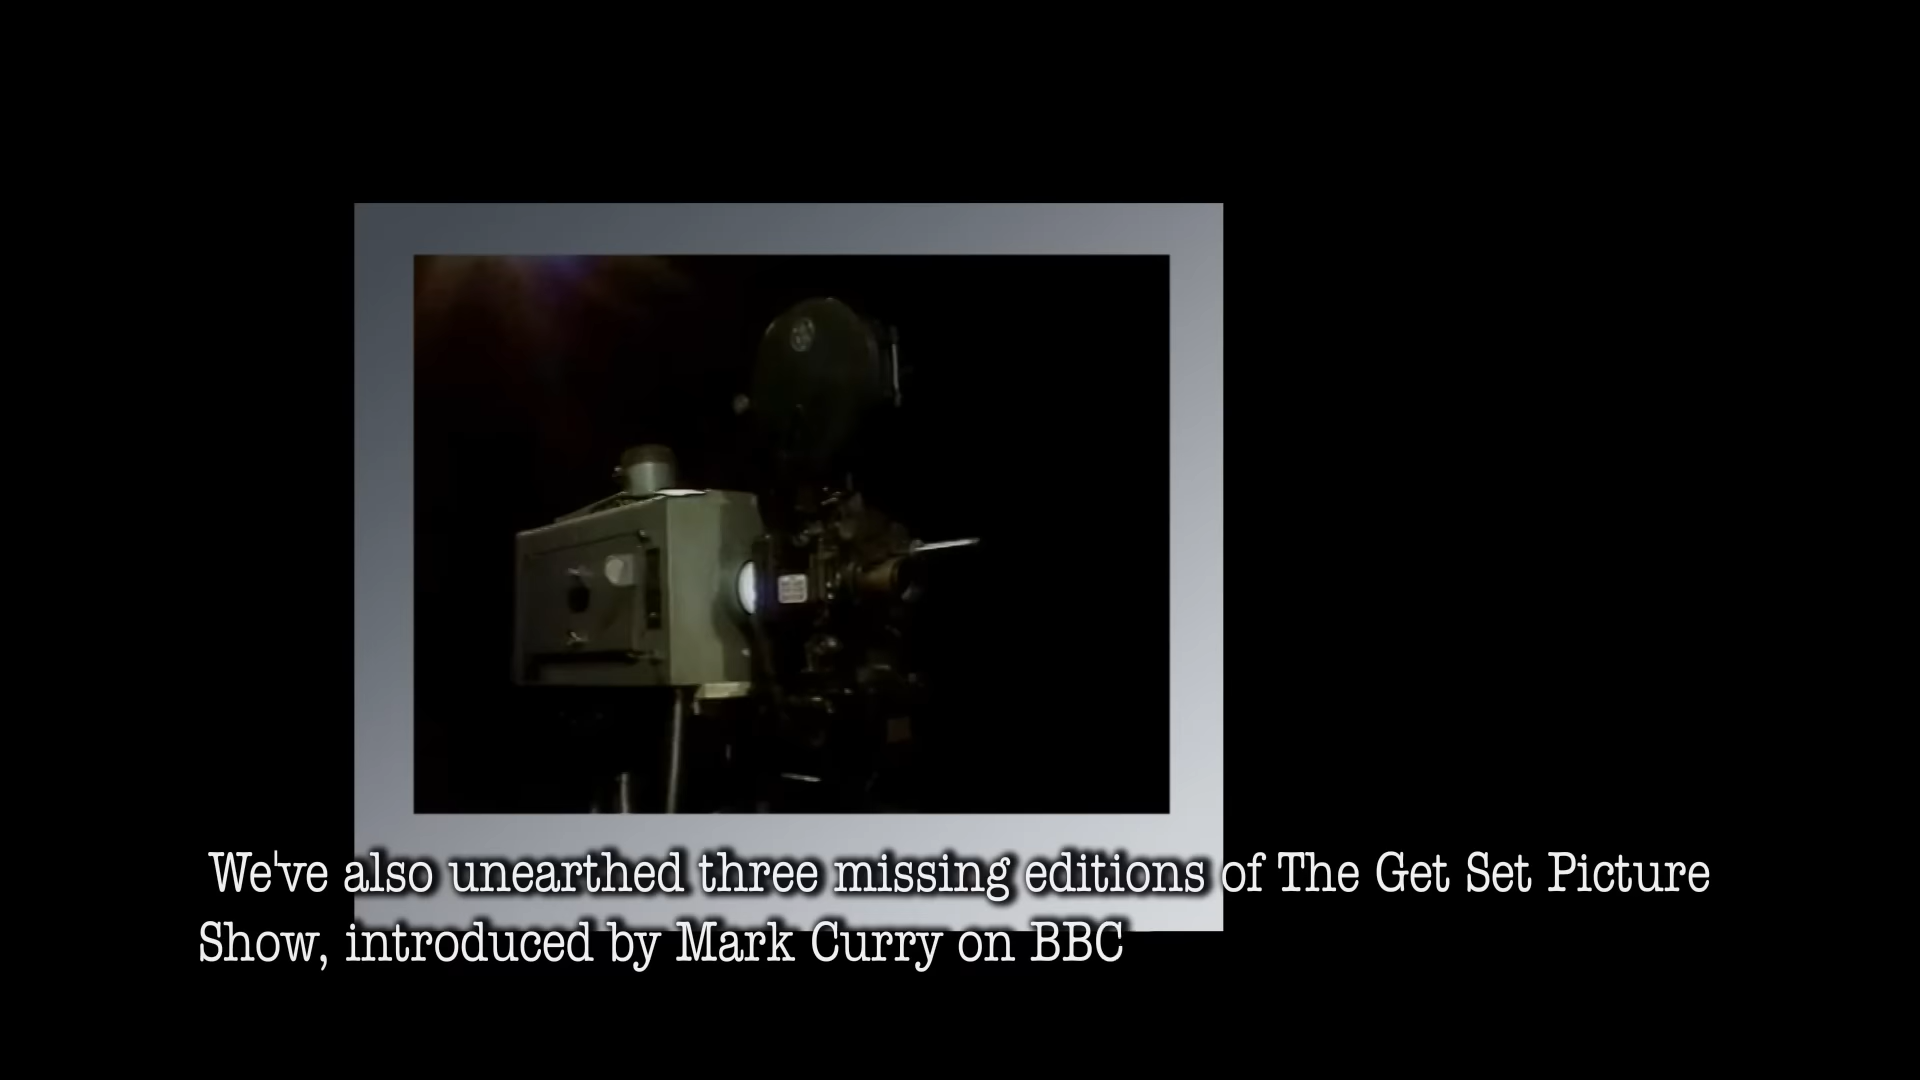 We've also unearthed three missing editions of The Get Set Picture
Show, introduced by Mark Curry on BBC